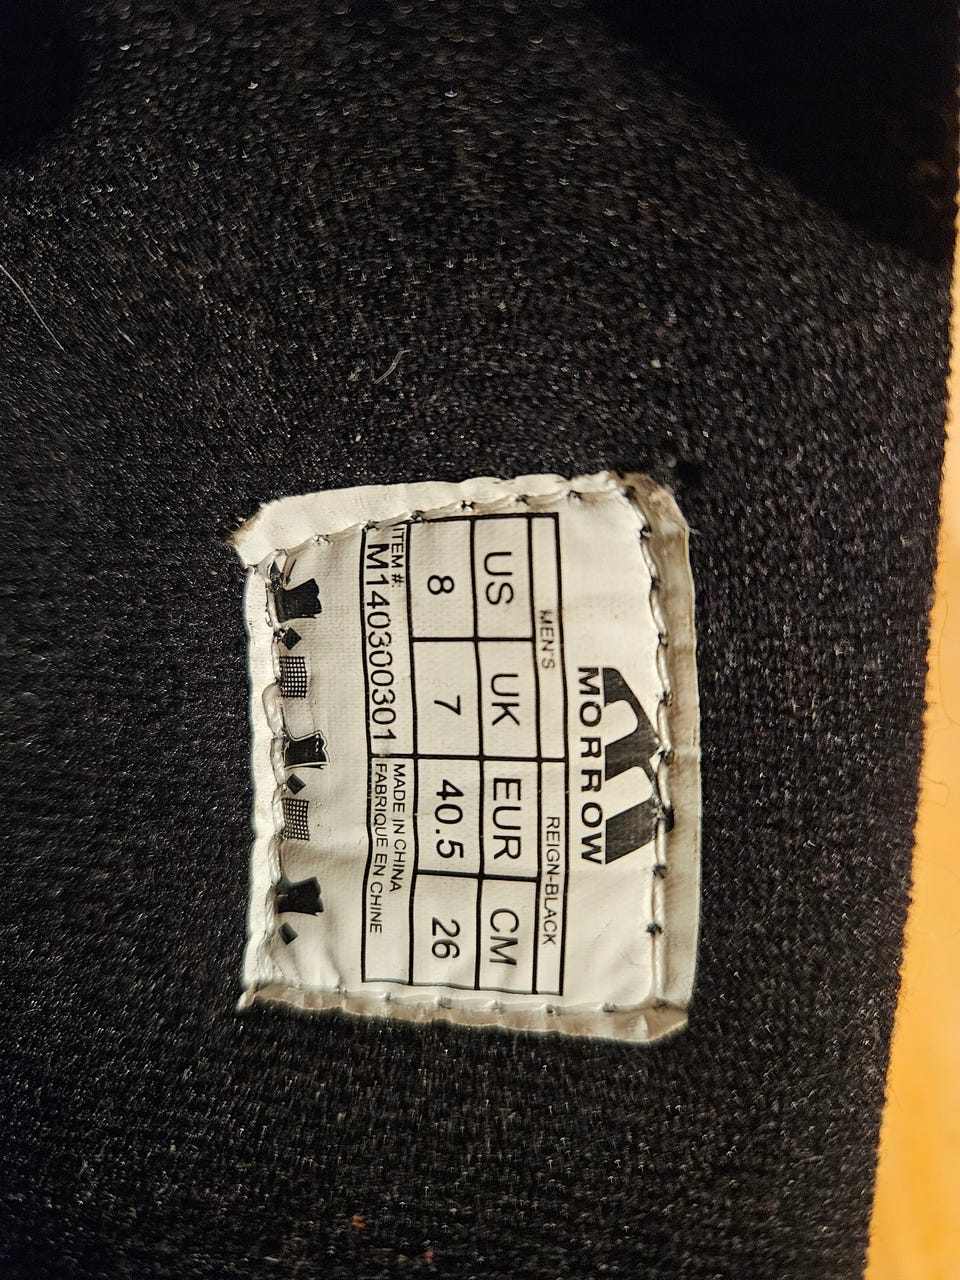 MORROW
MEN'S REIGN-BLACK
US UK EUR CM
8 7 40.5 26
ITEM #: MADE IN CHINA
M140300301 FABRIQUE EN CHINE